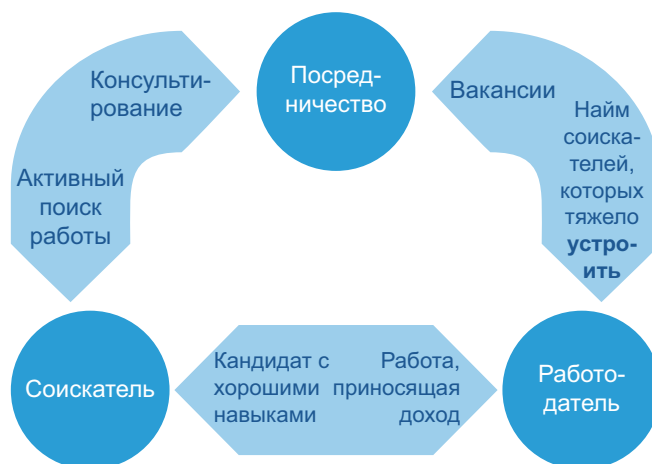 Консульти-
рование
Посред-
ничество
Вакансии
Найм
соиска-
телей,
которых
тяжело
устро-
ить
Активный
поиск
работы
Соискатель
Кандидат с
хорошими
навыками
Работа,
приносящая
доход
Работо-
датель